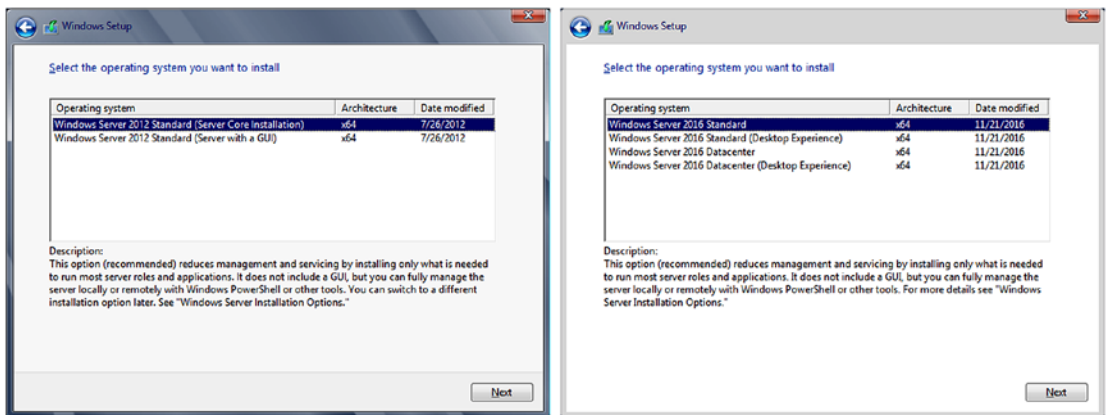 Windows Setup
Select the operating system you want to install
Operating system Architecture Date modified
Windows Server 2012 Standard (Server Core Installation) x64 7/26/2012
Windows Server 2012 Standard (Server with a GUI) x64 7/26/2012
Description:
This option (recommended) reduces management and servicing by installing only what is needed
to run most server roles and applications. It does not include a GUI, but you can fully manage the
server locally or remotely with Windows PowerShell or other tools. You can switch to a different
installation option later. See "Windows Server Installation Options."
Next
Windows Setup
Select the operating system you want to install
Operating system Architecture Date modified
Windows Server 2016 Standard x64 11/21/2016
Windows Server 2016 Standard (Desktop Experience) x64 11/21/2016
Windows Server 2016 Datacenter x64 11/21/2016
Windows Server 2016 Datacenter (Desktop Experience) x64 11/21/2016
Description:
This option (recommended) reduces management and servicing by installing only what is needed
to run most server roles and applications. It does not include a GUI, but you can fully manage the
server locally or remotely with Windows PowerShell or other tools. For more details see "Windows
Server Installation Options."
Next